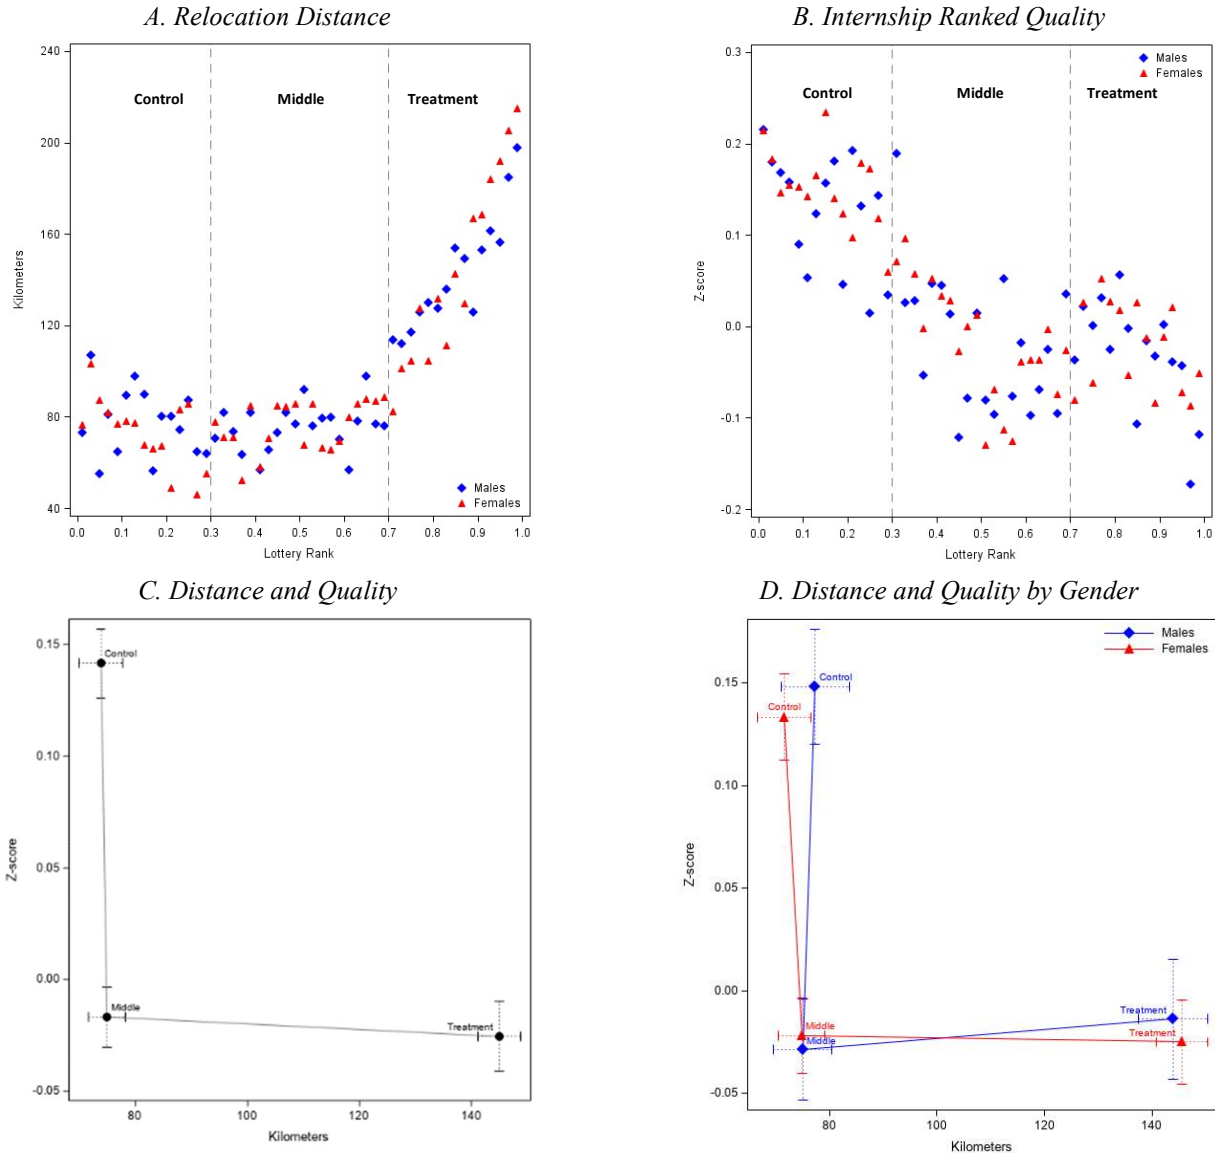 A. Relocation Distance
240
200
160
120
80
40
Kilometers
Control
Middle
Treatment
Males
Females
0.0 0.1 0.2 0.3 0.4 0.5 0.6 0.7 0.8 0.9 1.0
Lottery Rank
B. Internship Ranked Quality
0.3
0.2
0.1
0.0
-0.1
-0.2
Z-score
Males
Females
Control
Middle
Treatment
0.0 0.1 0.2 0.3 0.4 0.5 0.6 0.7 0.8 0.9 1.0
Lottery Rank
C. Distance and Quality
0.15
0.10
0.05
0.00
-0.05
Z-score
Control
Middle
Treatment
80 100 120 140
Kilometers
D. Distance and Quality by Gender
Males
Females
0.15
0.10
0.05
0.00
-0.05
Z-score
Control
Control
Middle
Middle
Treatment
Treatment
80 100 120 140
Kilometers